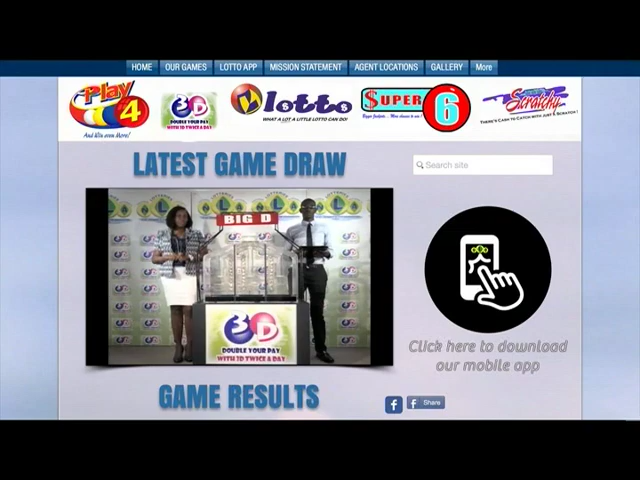 HOME OUR GAMES LOTTO APP MISSION STATEMENT AGENT LOCATIONS GALLERY More
Play 4
And Win even More!
3D
DOUBLE YOUR PAY
WITH 3D TWICE A DAY
lotto
WHAT A LOT A LITTLE LOTTO CAN DO!
SUPER 6
Scratchy
THERE'S CASH TO CATCH WITH JUST A SCRATCH!
LATEST GAME DRAW
Search site
BIG D
3D
DOUBLE YOUR PAY
WITH 3D TWICE A DAY
Click here to download
our mobile app
GAME RESULTS
f
f Share